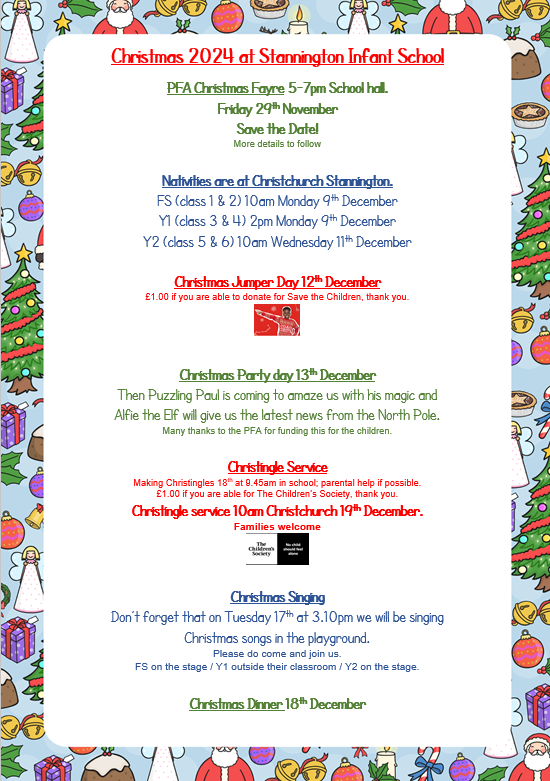 Christmas 2024 at Stannington Infant School
PFA Christmas Fayre 5-7pm School hall.
Friday 29th November
Save the Date!
More details to follow
Nativities are at Christchurch Stannington.
FS (class 1 & 2) 10am Monday 9th December
Y1 (class 3 & 4) 2pm Monday 9th December
Y2 (class 5 & 6) 10am Wednesday 11th December
Christmas Jumper Day 12th December
£1.00 if you are able to donate for Save the Children, thank you.
Christmas Party day 13th December
Then Puzzling Paul is coming to amaze us with his magic and
Alfie the Elf will give us the latest news from the North Pole.
Many thanks to the PFA for funding this for the children.
Christingle Service
Making Christingles 18th at 9.45am in school; parental help if possible.
£1.00 if you are able for The Children's Society, thank you.
Christingle service 10am Christchurch 19th December.
Families welcome
The Children's Society
No child should feel alone
Christmas Singing
Don't forget that on Tuesday 17th at 3.10pm we will be singing
Christmas songs in the playground.
Please do come and join us.
FS on the stage / Y1 outside their classroom / Y2 on the stage.
Christmas Dinner 18th December